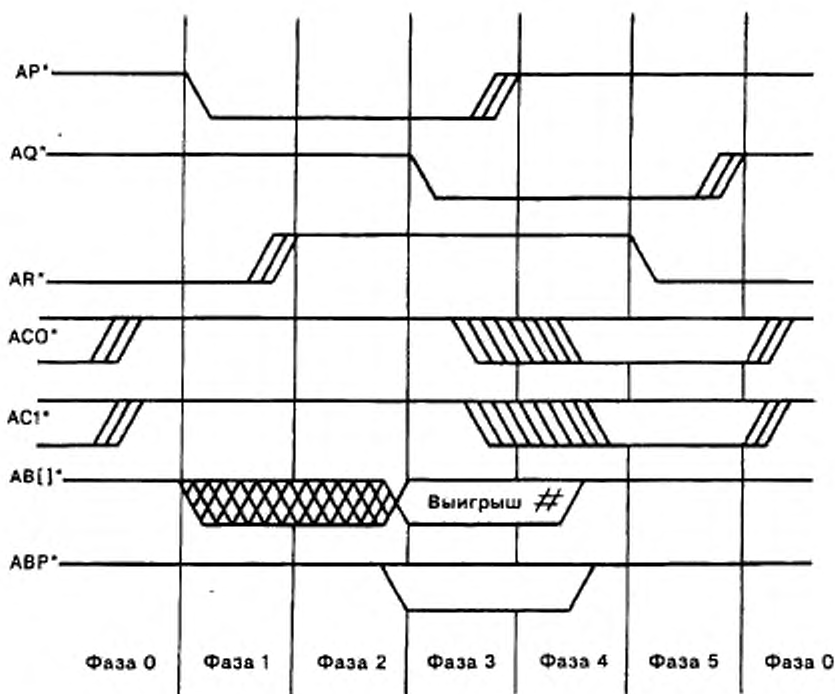 AP*
AQ*
AR*
AC0*
AC1*
AB[]*
Выигрыш #
ABP*
Фаза 0 Фаза 1 Фаза 2 Фаза 3 Фаза 4 Фаза 5 Фаза 0